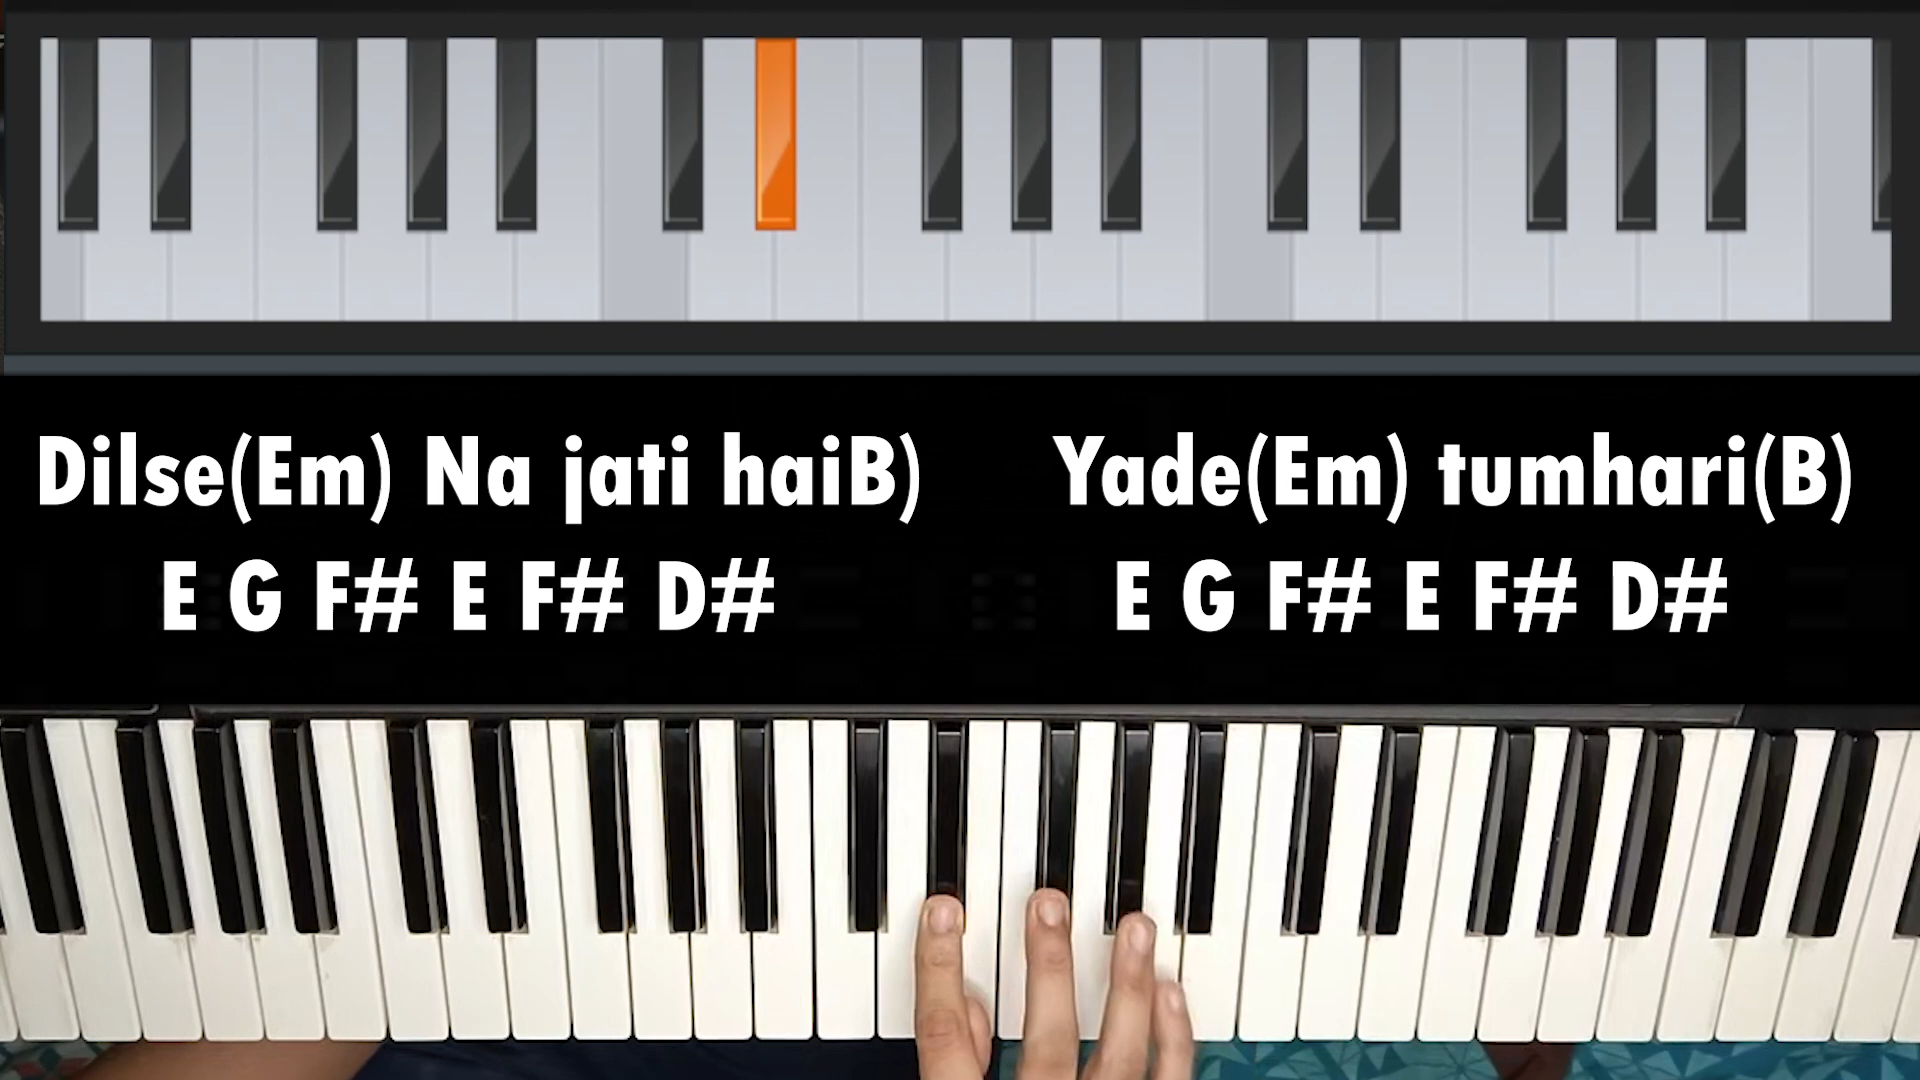 Dilse(Em) Na jati haiB) Yade(Em) tumhari(B)
E G F# E F# D# E G F# E F# D#